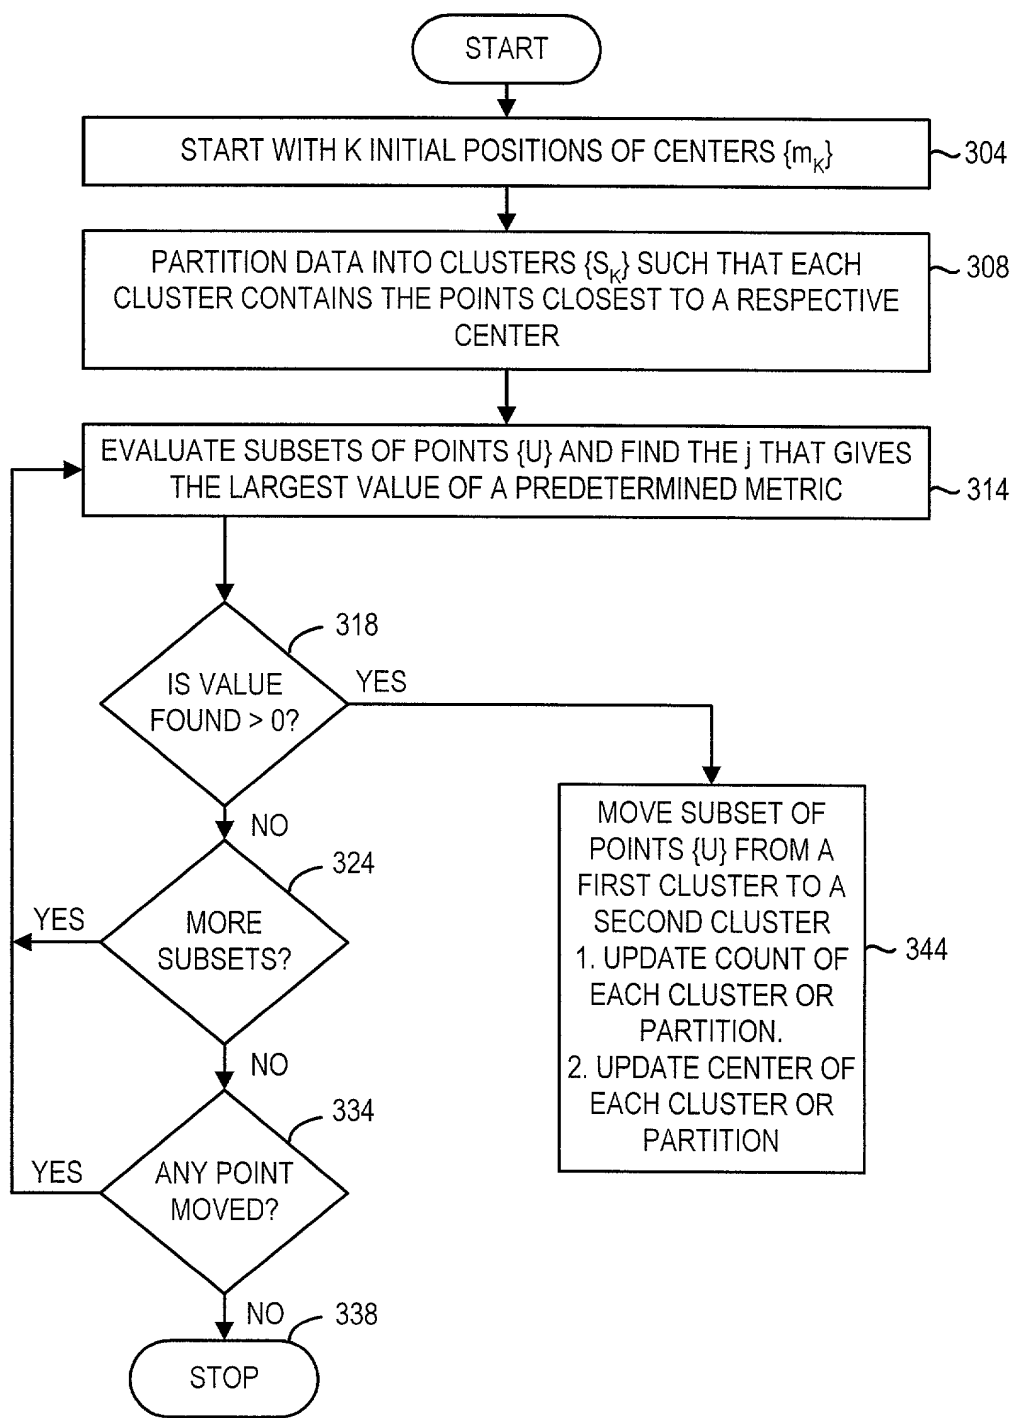 START
START WITH K INITIAL POSITIONS OF CENTERS {m_K}
304
PARTITION DATA INTO CLUSTERS {S_K} SUCH THAT EACH
CLUSTER CONTAINS THE POINTS CLOSEST TO A RESPECTIVE
CENTER
308
EVALUATE SUBSETS OF POINTS {U} AND FIND THE j THAT GIVES
THE LARGEST VALUE OF A PREDETERMINED METRIC
314
318
IS VALUE
FOUND > 0?
YES
NO
MOVE SUBSET OF
POINTS {U} FROM A
FIRST CLUSTER TO A
SECOND CLUSTER
1. UPDATE COUNT OF
EACH CLUSTER OR
PARTITION.
2. UPDATE CENTER OF
EACH CLUSTER OR
PARTITION
344
324
MORE
SUBSETS?
YES
NO
334
ANY POINT
MOVED?
YES
NO
338
STOP